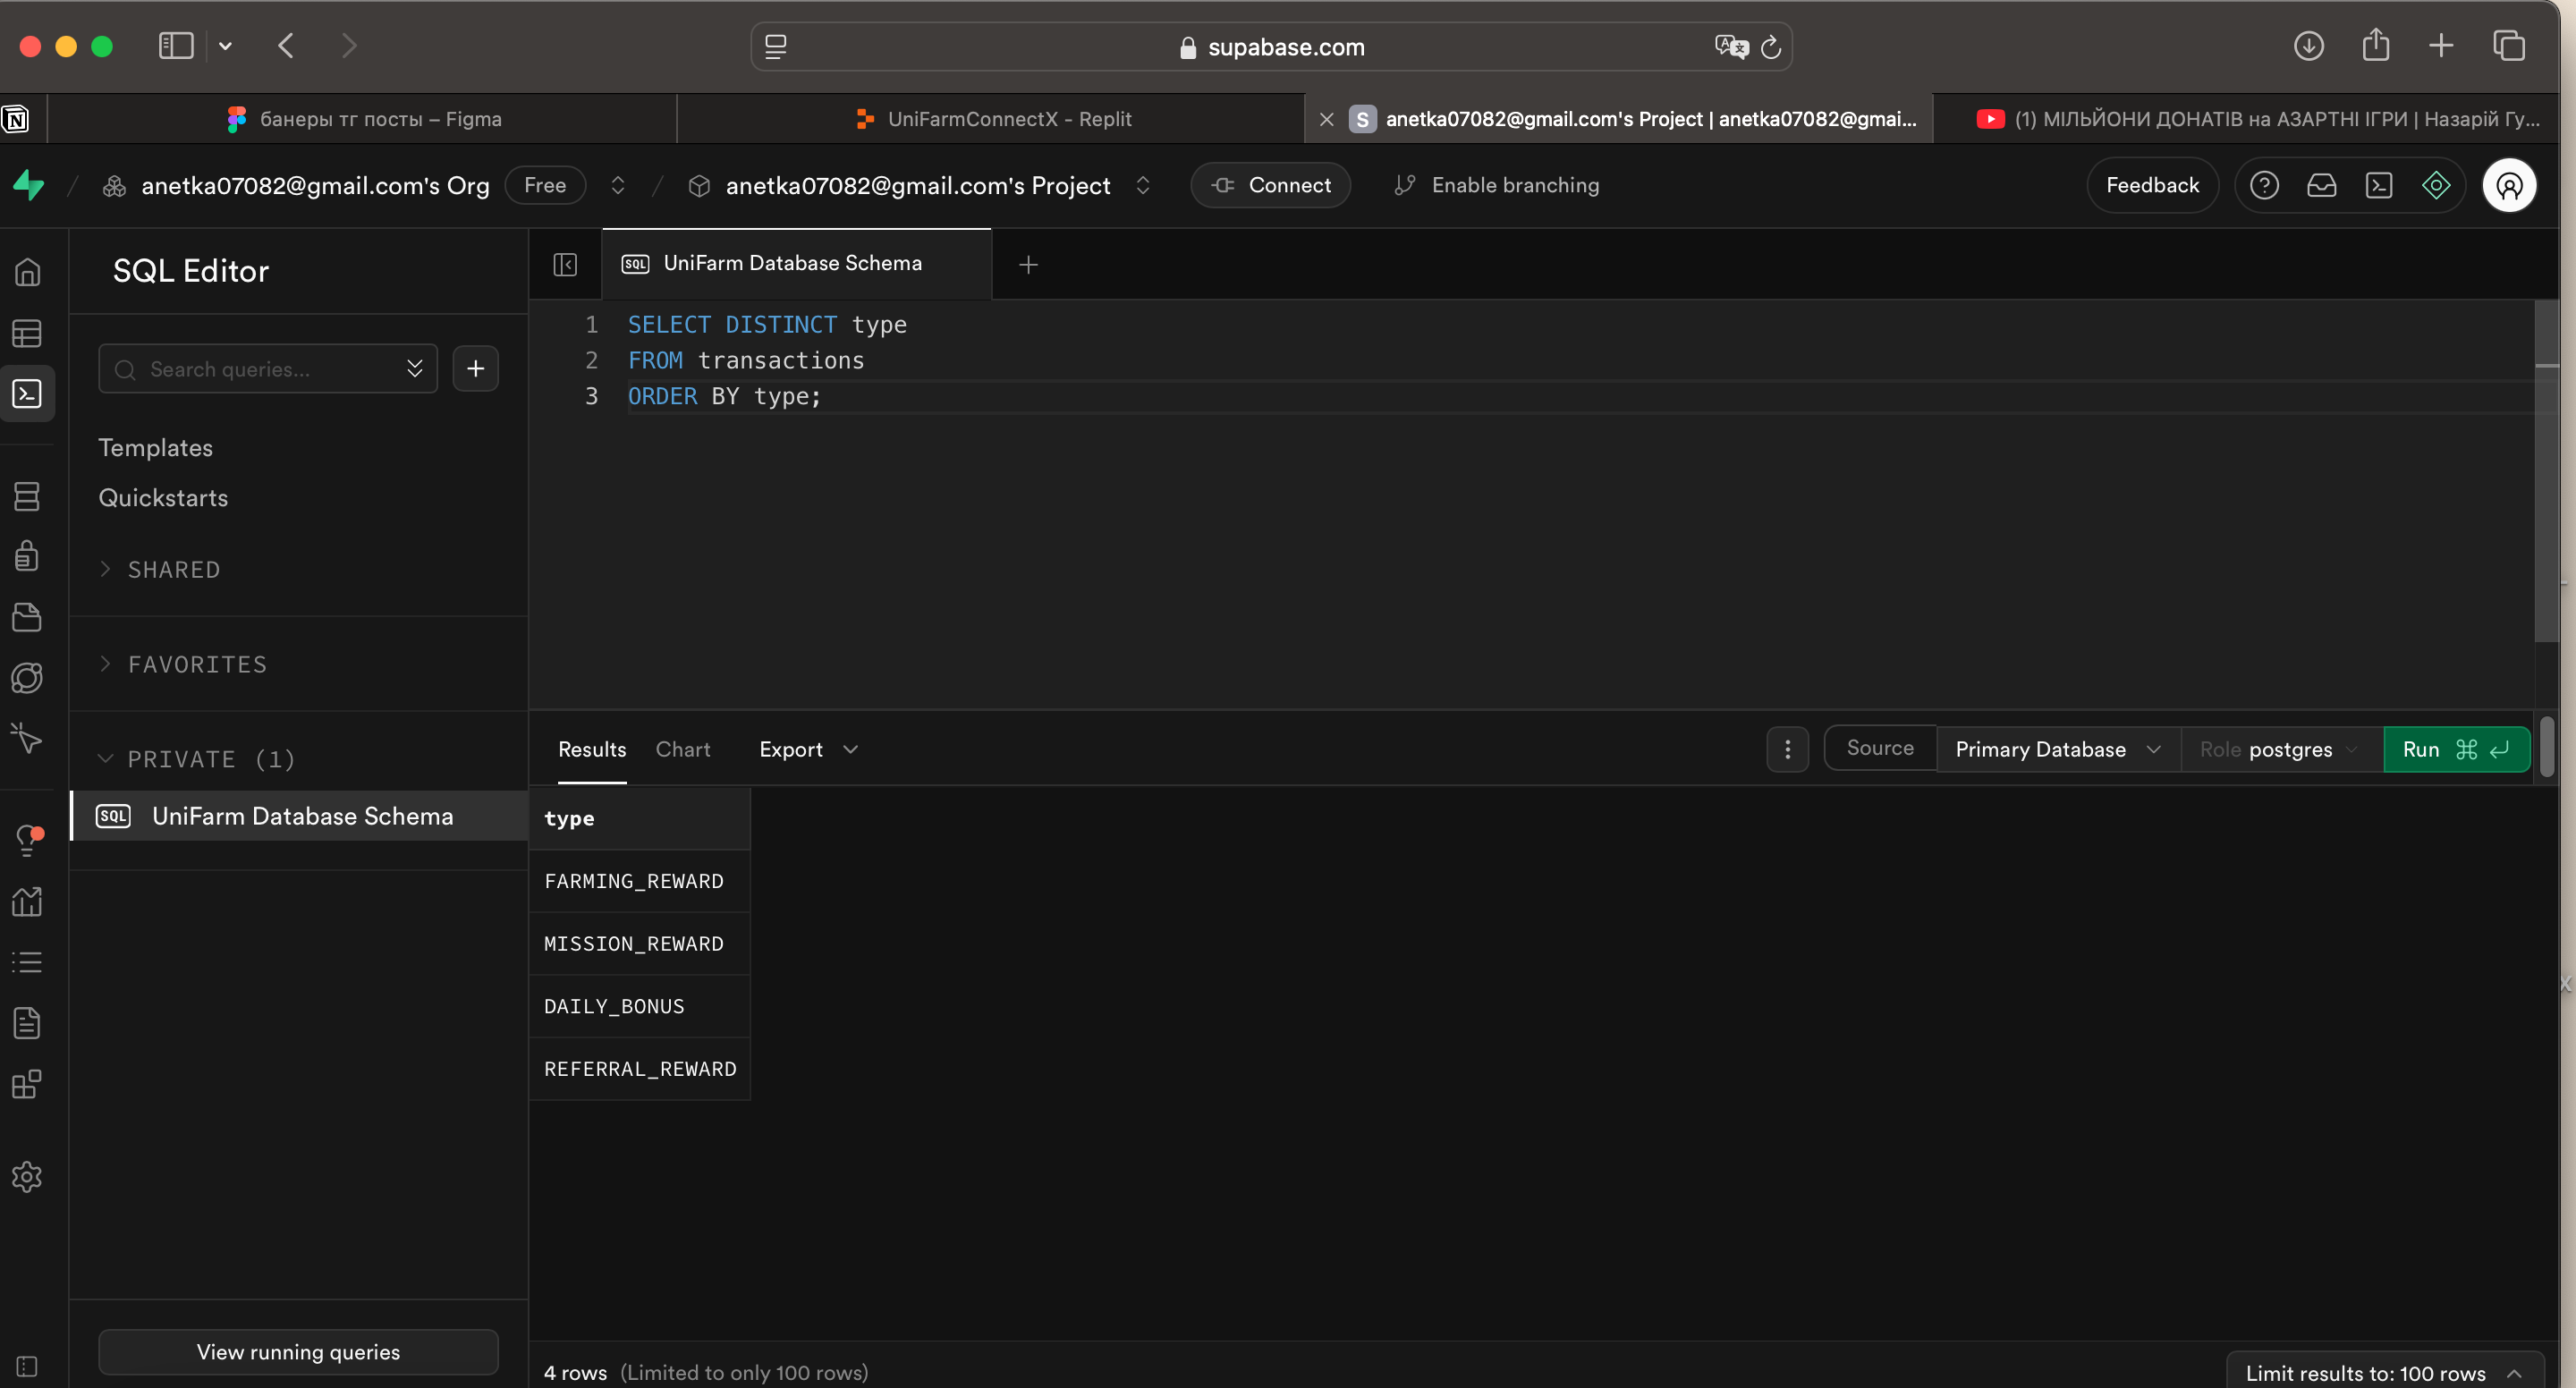 supabase.com
банеры тг посты – Figma
UniFarmConnectX - Replit
S anetka07082@gmail.com's Project | anetka07082@gmai...
(1) МІЛЬЙОНИ ДОНАТІВ на АЗАРТНІ ІГРИ | Назарій Гу...
anetka07082@gmail.com's Org Free
anetka07082@gmail.com's Project
Connect
Enable branching
Feedback
SQL Editor
SQL UniFarm Database Schema
Search queries...
Templates
Quickstarts
SHARED
FAVORITES
PRIVATE (1)
SQL UniFarm Database Schema
View running queries
1 SELECT DISTINCT type
2 FROM transactions
3 ORDER BY type;
Results Chart Export
Source Primary Database Role postgres Run ⌘
type
FARMING_REWARD
MISSION_REWARD
DAILY_BONUS
REFERRAL_REWARD
4 rows (Limited to only 100 rows)
Limit results to: 100 rows